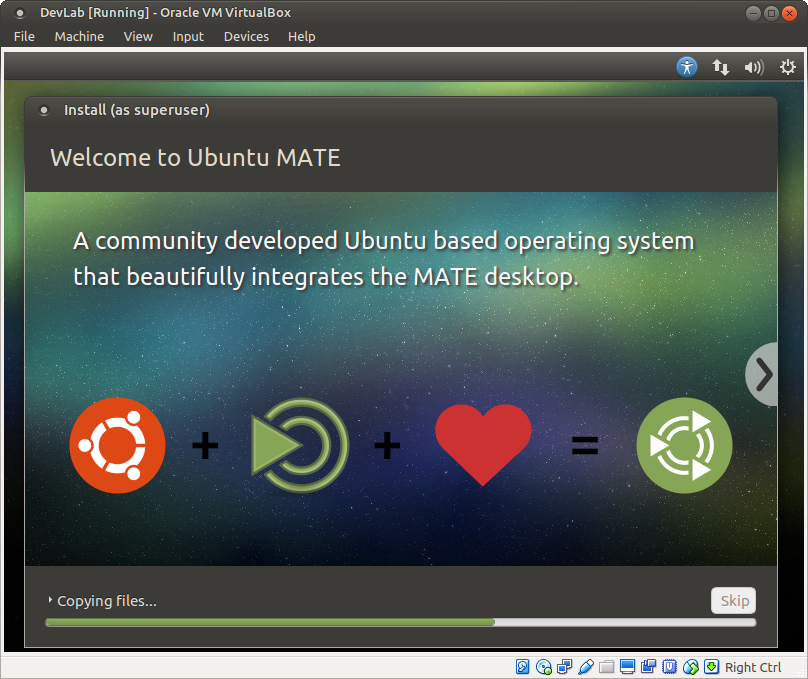 DevLab [Running] - Oracle VM VirtualBox
File Machine View Input Devices Help
Install (as superuser)
Welcome to Ubuntu MATE
A community developed Ubuntu based operating system
that beautifully integrates the MATE desktop.
+ + =
Copying files...
Skip
Right Ctrl